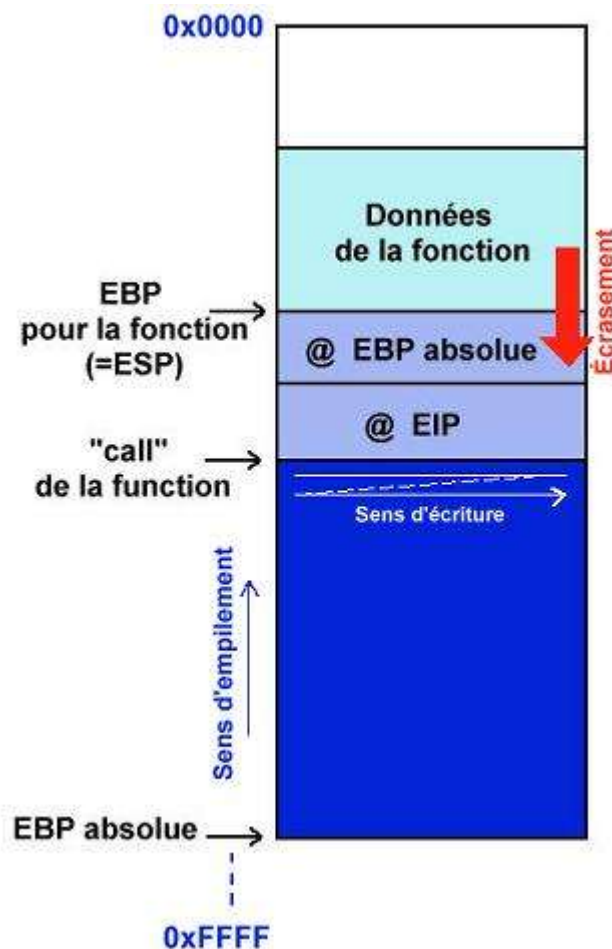 0x0000
Données
de la fonction
Écrasement
EBP
pour la fonction
(=ESP)
@ EBP absolue
@ EIP
"call"
de la function
Sens d'écriture
Sens d'empilement
EBP absolue
0xFFFF